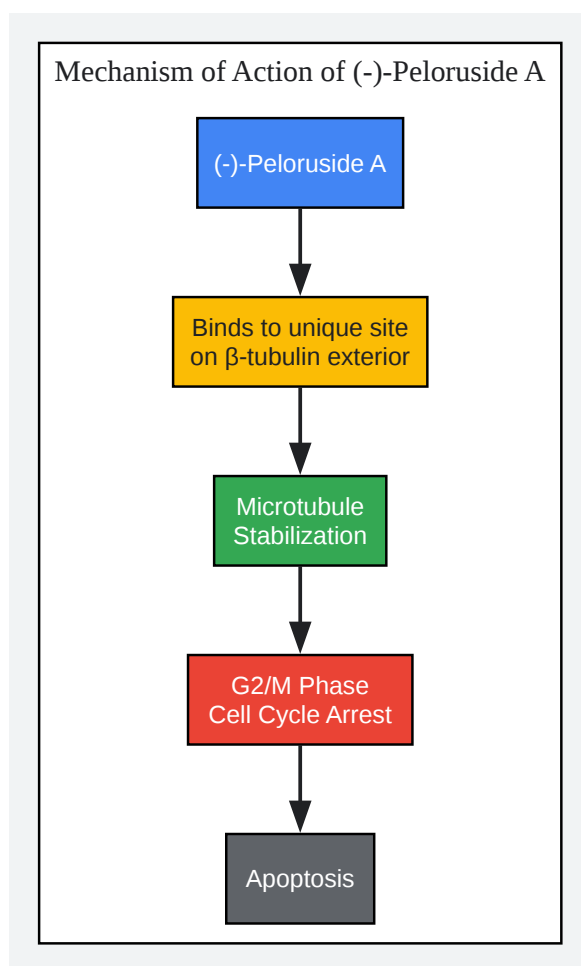 Mechanism of Action of (-)-Peloruside A
(-)-Peloruside A
Binds to unique site
on β-tubulin exterior
Microtubule
Stabilization
G2/M Phase
Cell Cycle Arrest
Apoptosis